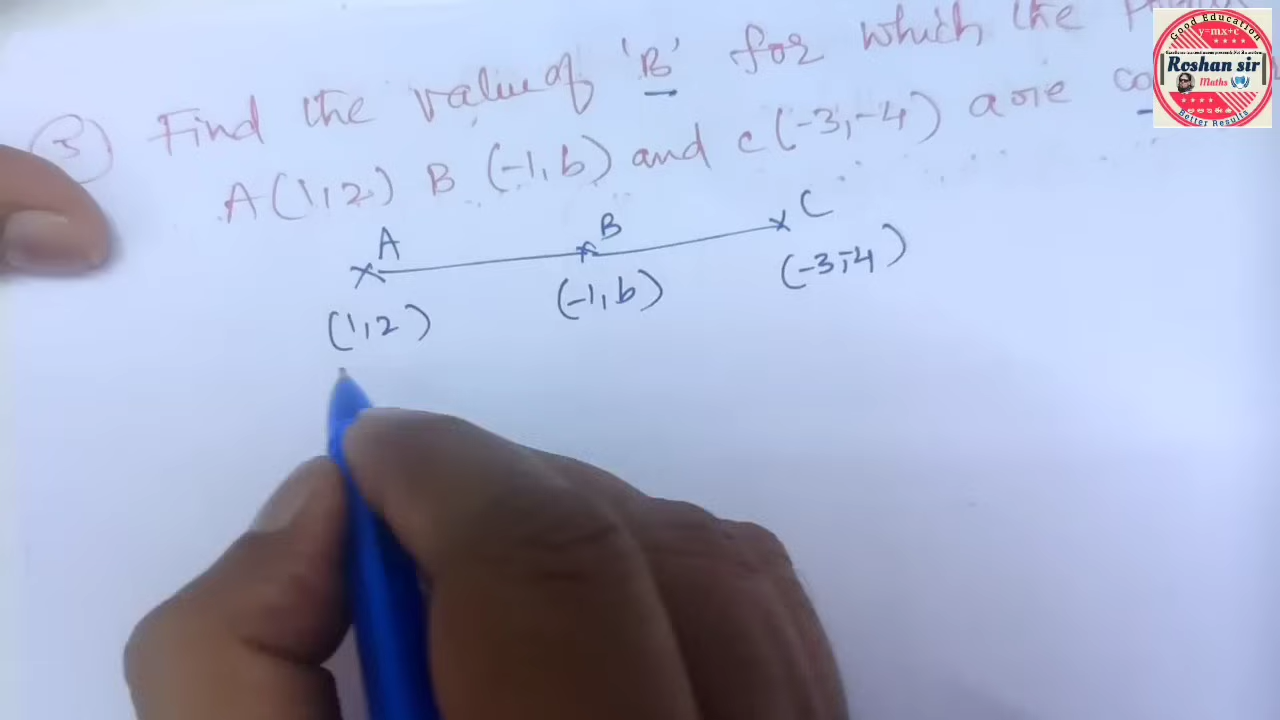 3 Find the value of 'B' for which the
A(1,2) B (-1,b) and C(-3,-4) are
A B C
(1,2) (-1,b) (-3,-4)
Good Education
y=mx+c
Roshan sir
Maths
Better Results